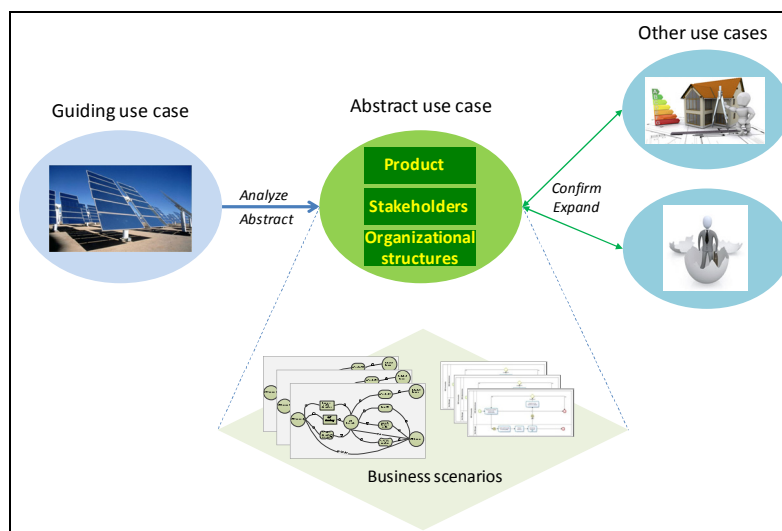 Other use cases
Guiding use case
Abstract use case
Product
Analyze
Abstract
Stakeholders
Confirm
Expand
Organizational
structures
Business scenarios